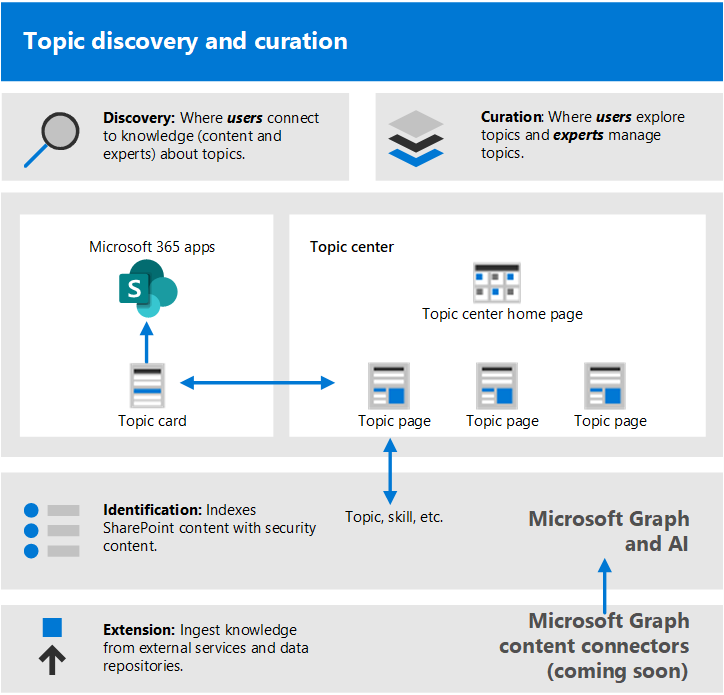 Topic discovery and curation
Discovery: Where users connect
to knowledge (content and
experts) about topics.
Curation: Where users explore
topics and experts manage
topics.
Microsoft 365 apps
S
Topic card
Topic center
Topic center home page
Topic page
Topic page
Topic page
Identification: Indexes
SharePoint content with security
content.
Topic, skill, etc.
Microsoft Graph
and AI
Extension: Ingest knowledge
from external services and data
repositories.
Microsoft Graph
content connectors
(coming soon)